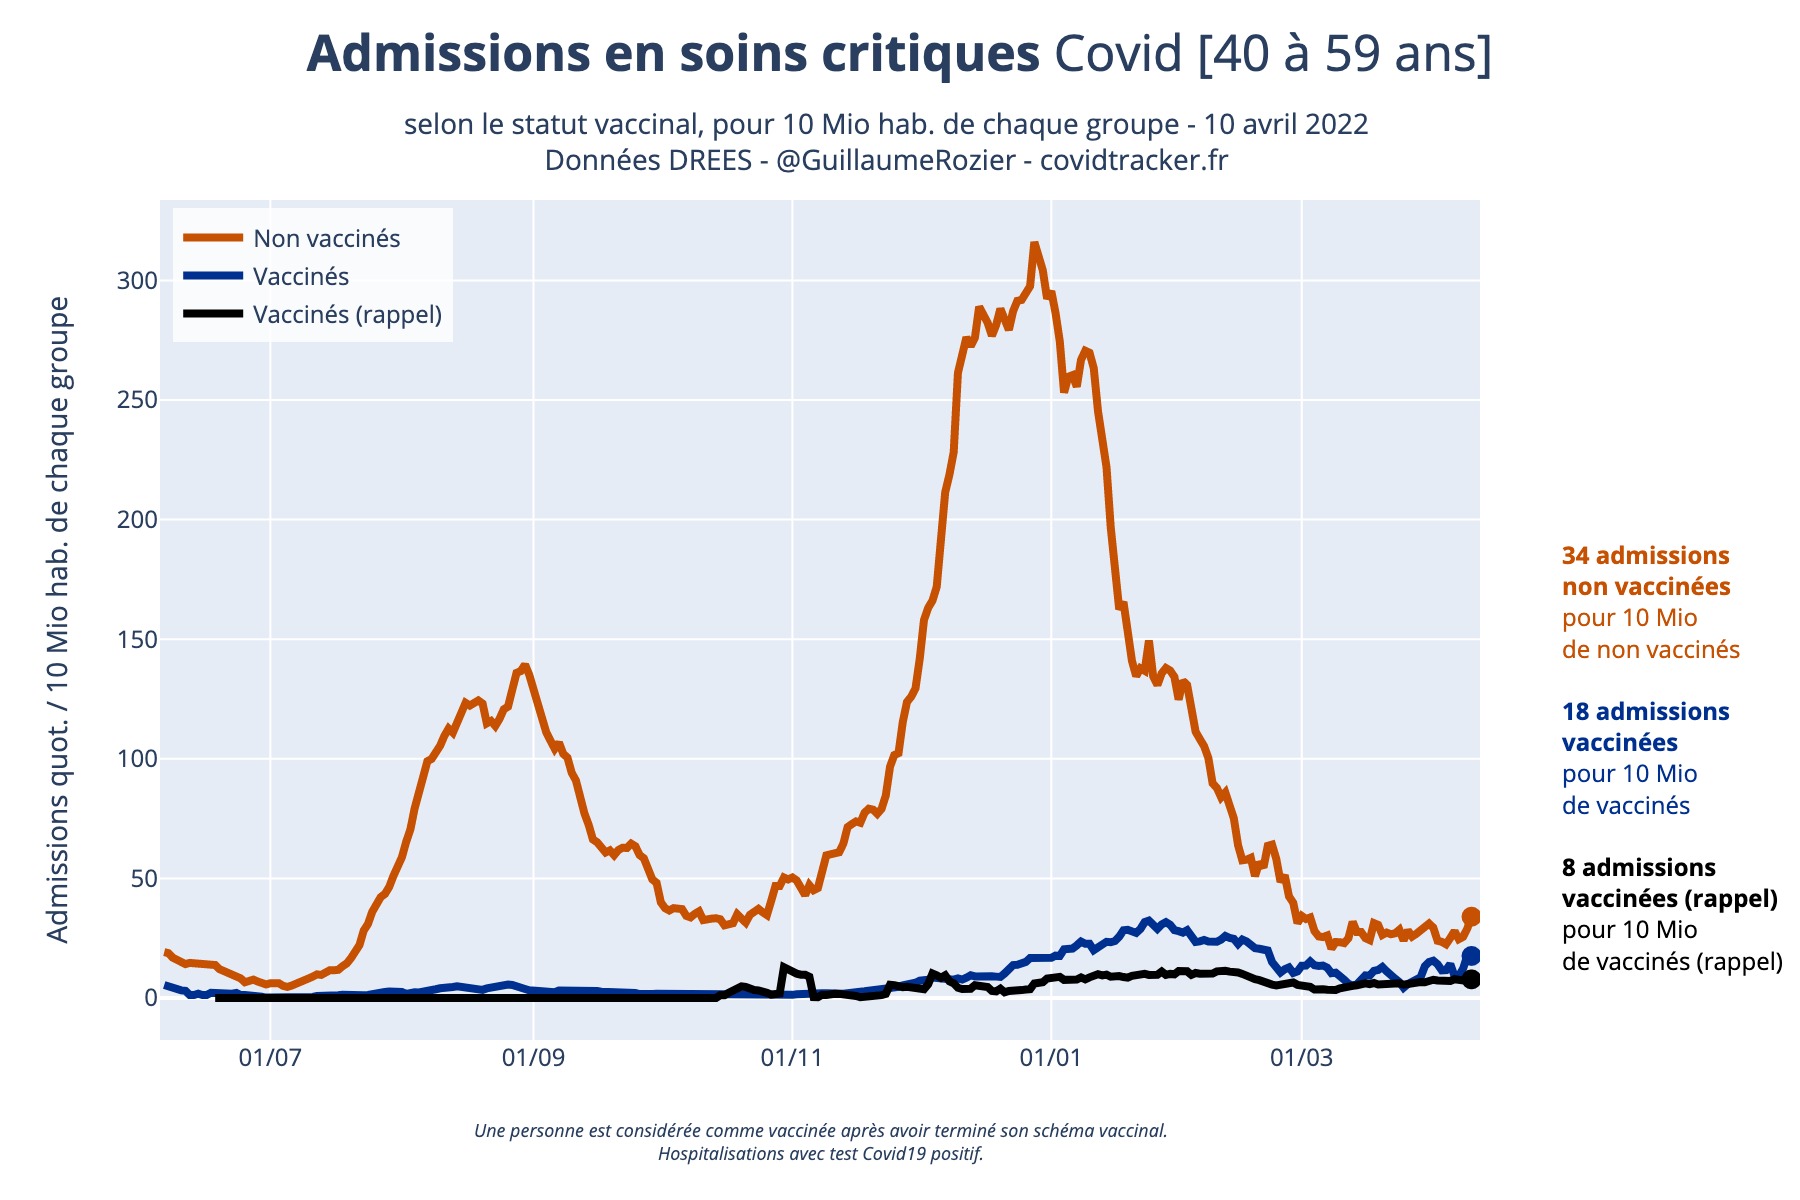 Admissions en soins critiques Covid [40 à 59 ans]
selon le statut vaccinal, pour 10 Mio hab. de chaque groupe - 10 avril 2022
Données DREES - @GuillaumeRozier - covidtracker.fr
Non vaccinés
Vaccinés
Vaccinés (rappel)
Admissions quot. / 10 Mio hab. de chaque groupe
300
250
200
150
100
50
0
01/07
01/09
01/11
01/01
01/03
34 admissions
non vaccinées
pour 10 Mio
de non vaccinés
18 admissions
vaccinées
pour 10 Mio
de vaccinés
8 admissions
vaccinées (rappel)
pour 10 Mio
de vaccinés (rappel)
Une personne est considérée comme vaccinée après avoir terminé son schéma vaccinal.
Hospitalisations avec test Covid19 positif.